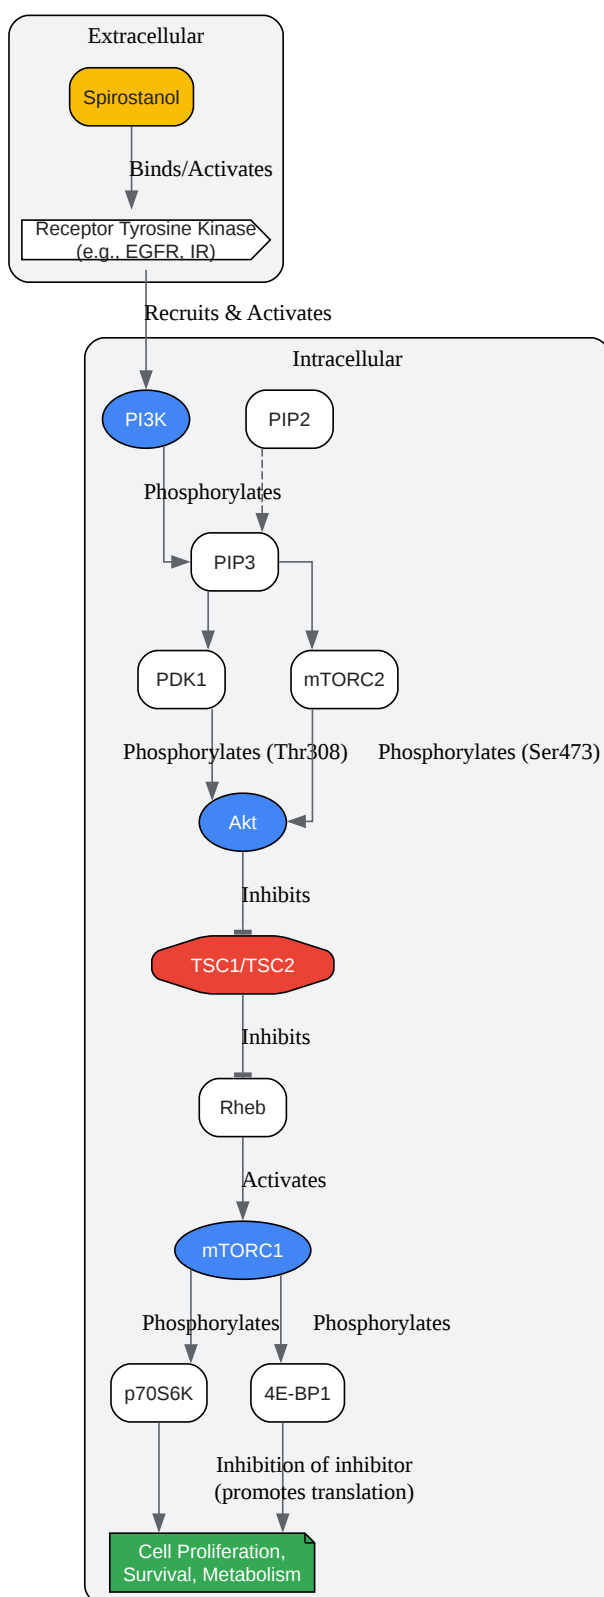 Extracellular
Spirostanol
Binds/Activates
Receptor Tyrosine Kinase
(e.g., EGFR, IR)
Recruits & Activates
Intracellular
PI3K
PIP2
Phosphorylates
PIP3
PDK1
mTORC2
Phosphorylates (Thr308)
Phosphorylates (Ser473)
Akt
Inhibits
TSC1/TSC2
Inhibits
Rheb
Activates
mTORC1
Phosphorylates
Phosphorylates
p70S6K
4E-BP1
Inhibition of inhibitor
(promotes translation)
Cell Proliferation,
Survival, Metabolism